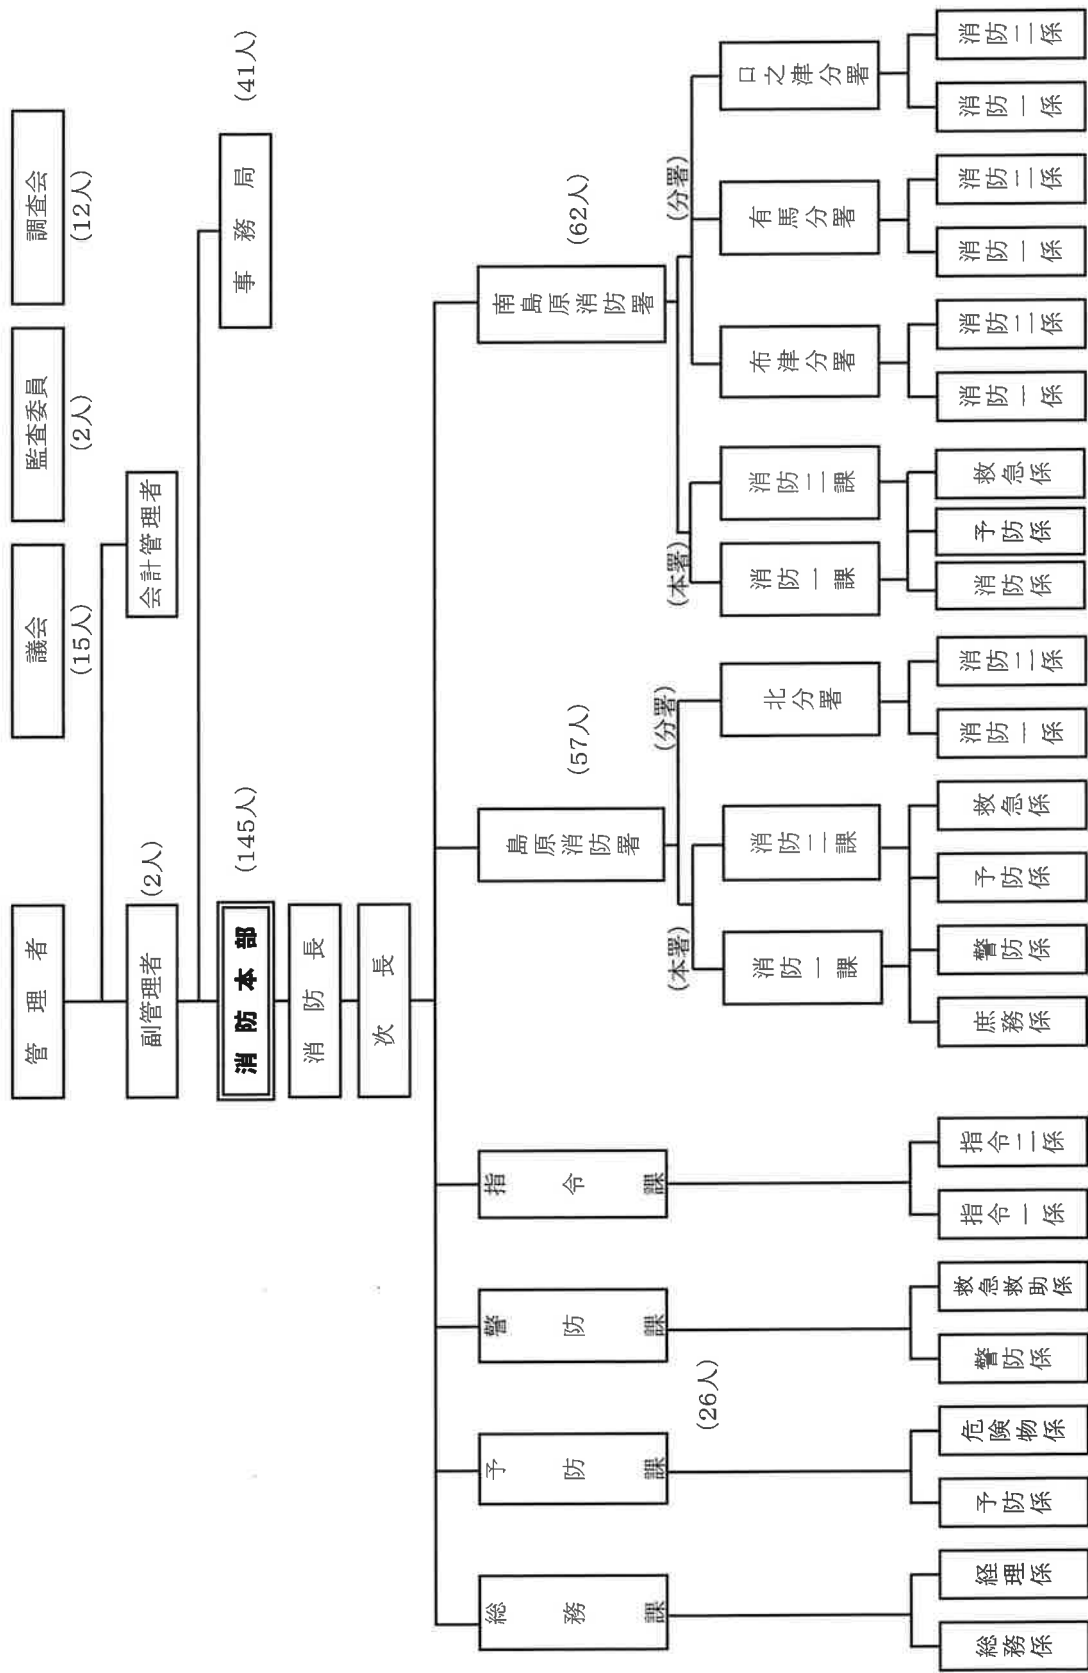 管理者
議会
(15人)
監査委員
(2人)
調査会
(12人)
副管理者
(2人)
会計管理者
消防本部
(145人)
事務局
(41人)
消防長
次長
総務課
予防課
警防課
指令課
(26人)
島原消防署
(57人)
南島原消防署
(62人)
(本署)
(分署)
(本署)
(分署)
消防一課
消防二課
北分署
消防一課
消防二課
布津分署
有馬分署
口之津分署
総務係
経理係
予防係
危険物係
警防係
救急救助係
指令一係
指令二係
庶務係
警防係
予防係
救急係
消防一係
消防二係
消防係
予防係
救急係
消防一係
消防二係
消防一係
消防二係
消防一係
消防二係